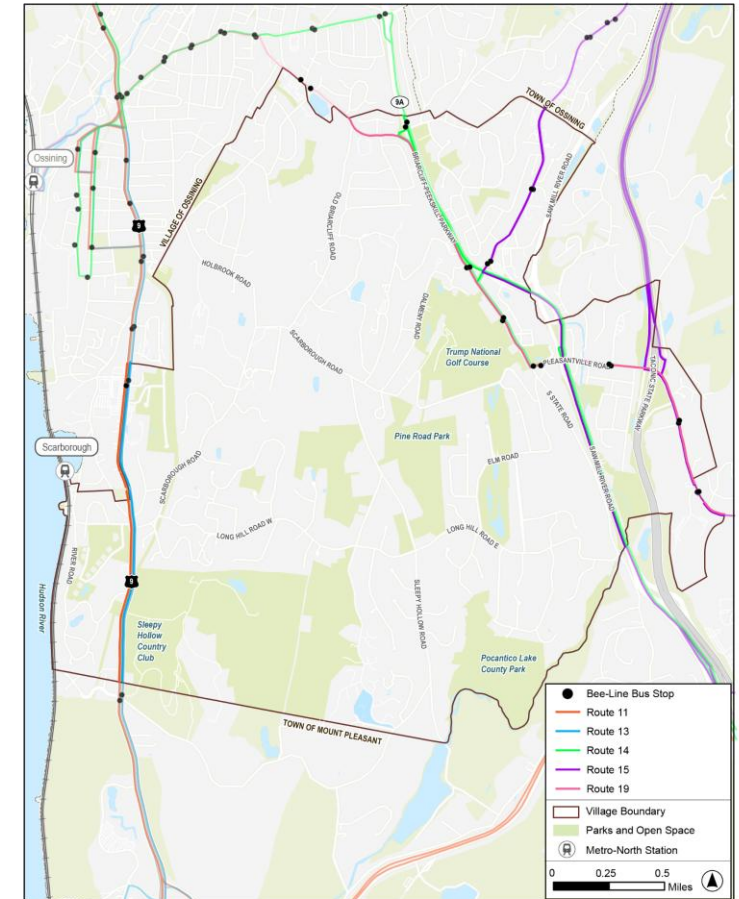 9A
TOWN OF OSSINING
Ossining
BRIARCLIFF-PEEKSKILL PARKWAY
SAW MILL RIVER ROAD
OLD BRIARCLIFF ROAD
VILLAGE OF OSSINING
9
HOLBROOK ROAD
DALMENY ROAD
SCARBOROUGH ROAD
Trump National
Golf Course
PLEASANTVILLE ROAD
TACONIC STATE PARKWAY
S STATE ROAD
Pine Road Park
Scarborough
ELM ROAD
SCARBOROUGH ROAD
SAW MILL RIVER ROAD
LONG HILL ROAD W
LONG HILL ROAD E
RIVER ROAD
9
Hudson River
SLEEPY HOLLOW ROAD
Sleepy
Hollow
Country
Club
Pocantico Lake
County Park
TOWN OF MOUNT PLEASANT
Bee-Line Bus Stop
Route 11
Route 13
Route 14
Route 15
Route 19
Village Boundary
Parks and Open Space
Metro-North Station
0 0.25 0.5
Miles